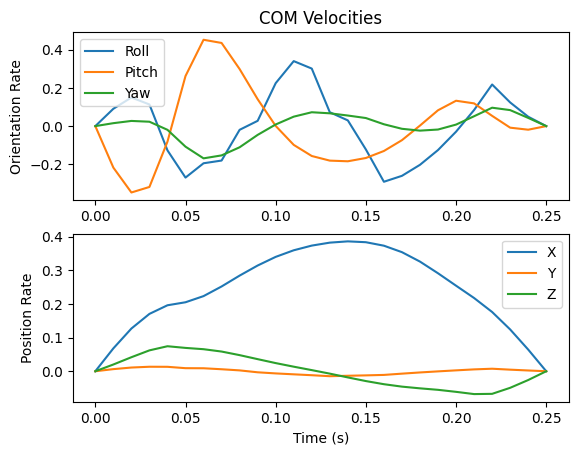 COM Velocities
Orientation Rate
0.4
0.2
0.0
−0.2
Roll
Pitch
Yaw
0.00 0.05 0.10 0.15 0.20 0.25
Position Rate
0.4
0.3
0.2
0.1
0.0
X
Y
Z
0.00 0.05 0.10 0.15 0.20 0.25
Time (s)